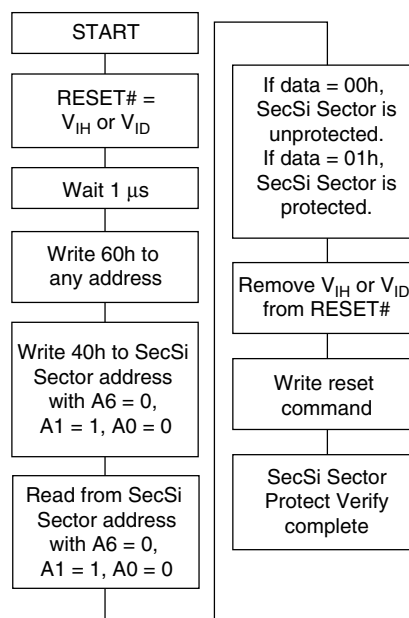 START
RESET# =
VIH or VID
Wait 1 μs
Write 60h to
any address
Write 40h to SecSi
Sector address
with A6 = 0,
A1 = 1, A0 = 0
Read from SecSi
Sector address
with A6 = 0,
A1 = 1, A0 = 0
If data = 00h,
SecSi Sector is
unprotected.
If data = 01h,
SecSi Sector is
protected.
Remove VIH or VID
from RESET#
Write reset
command
SecSi Sector
Protect Verify
complete